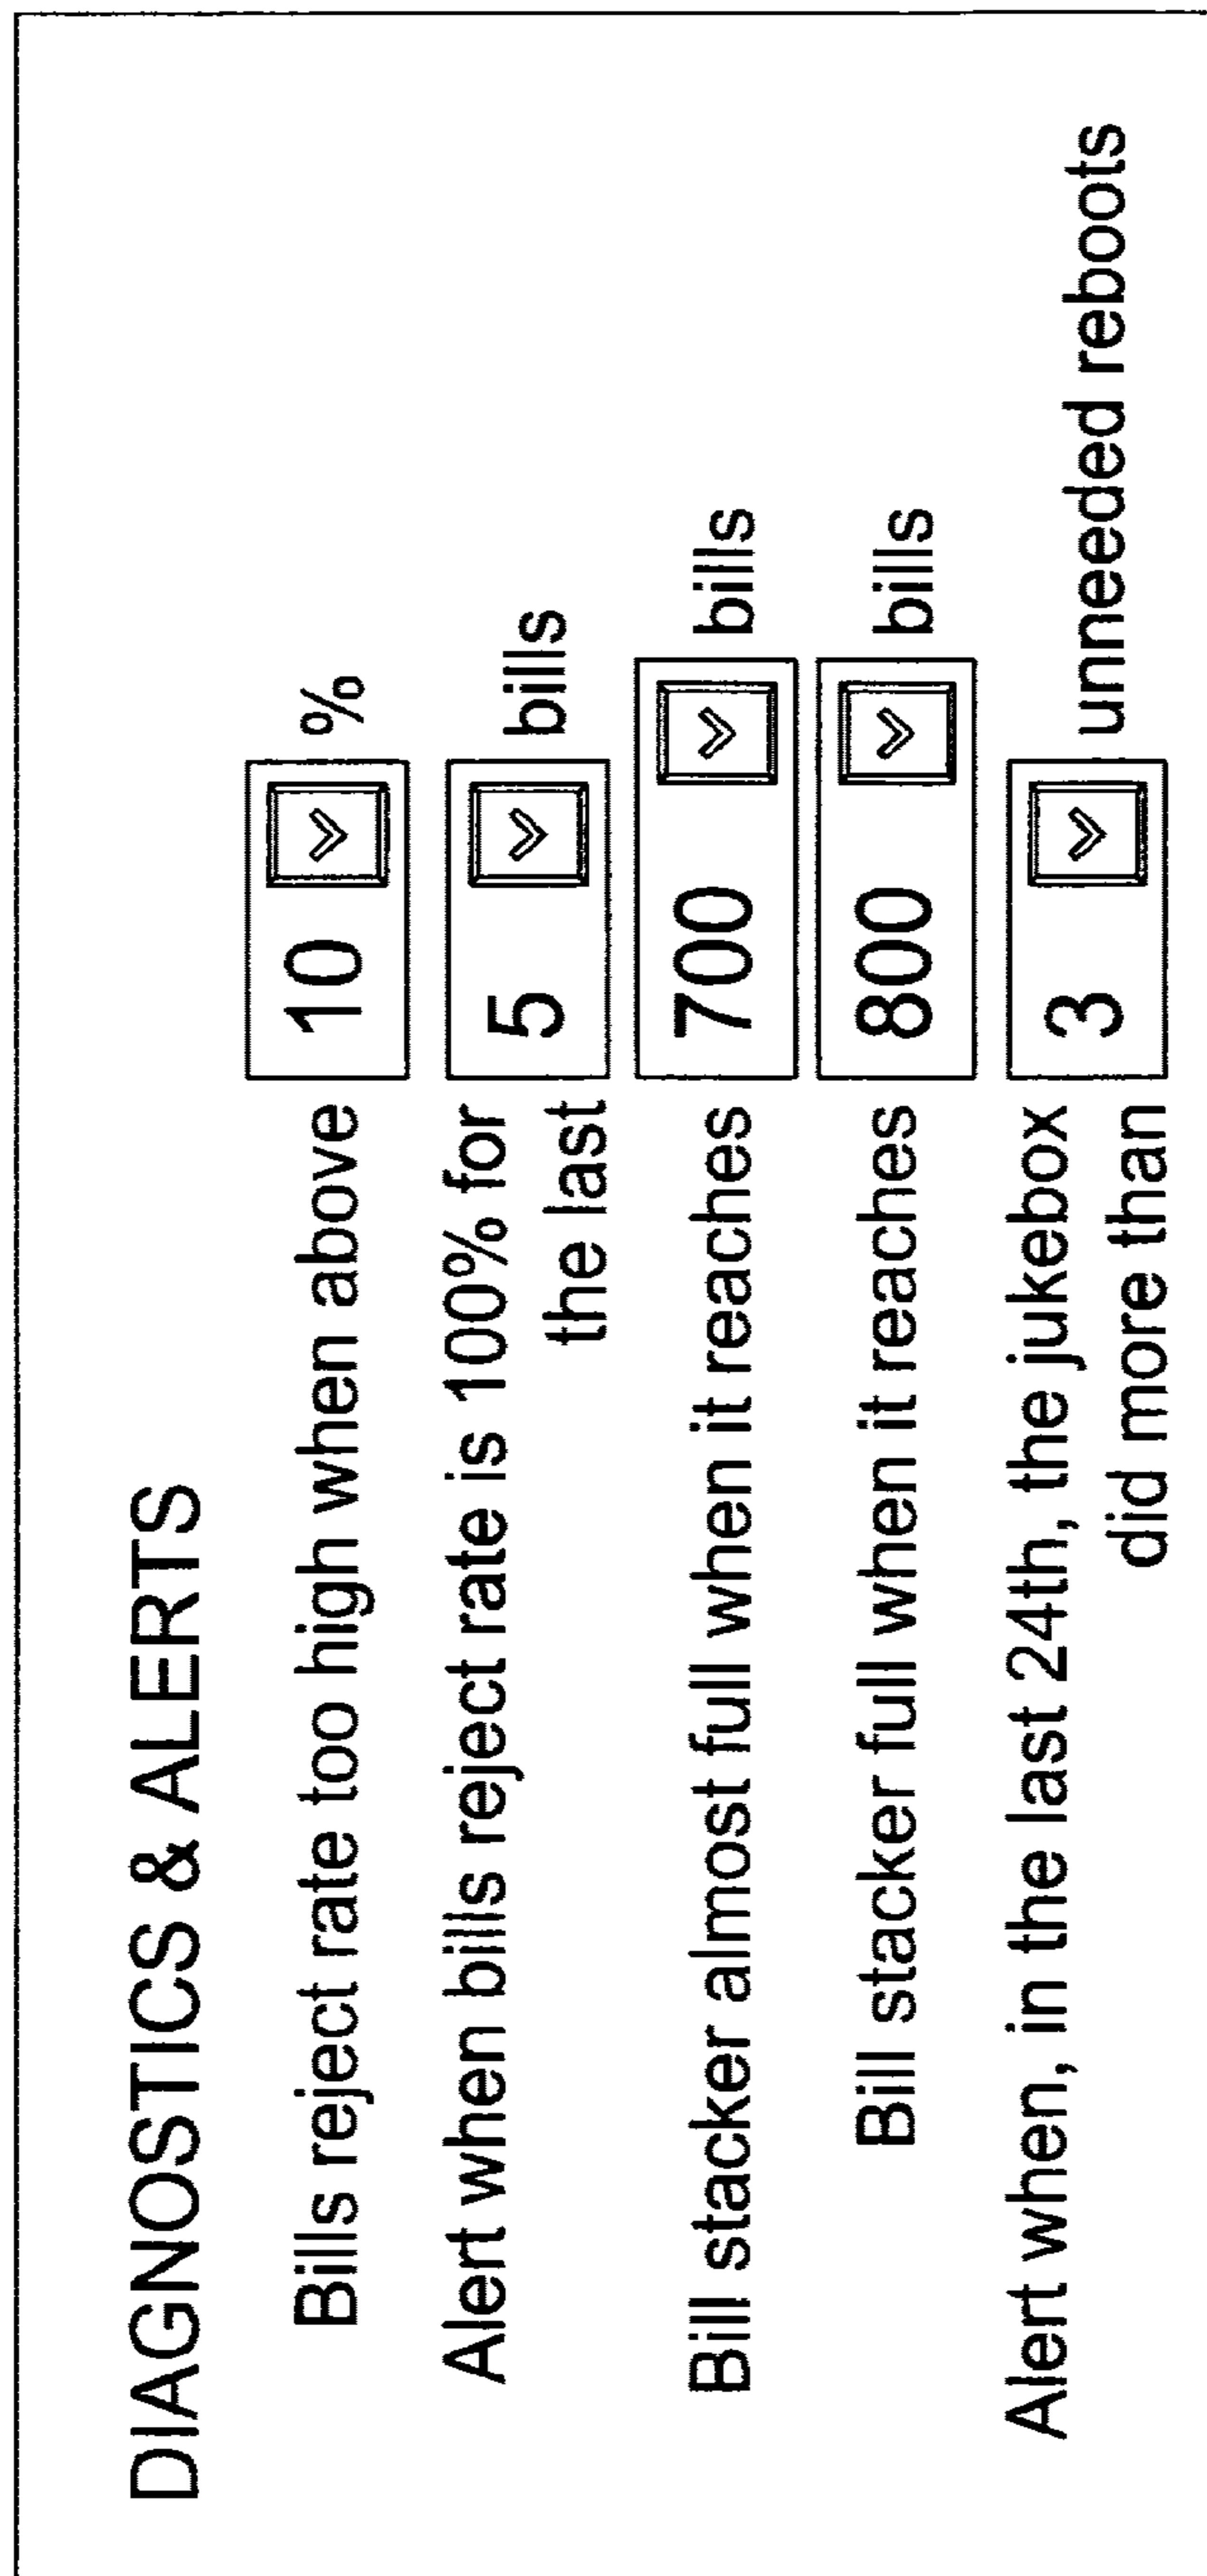 DIAGNOSTICS & ALERTS
Bills reject rate too high when above 10 %
Alert when bills reject rate is 100% for
the last 5 bills
Bill stacker almost full when it reaches 700 bills
Bill stacker full when it reaches 800 bills
Alert when, in the last 24th, the jukebox
did more than 3 unneeded reboots